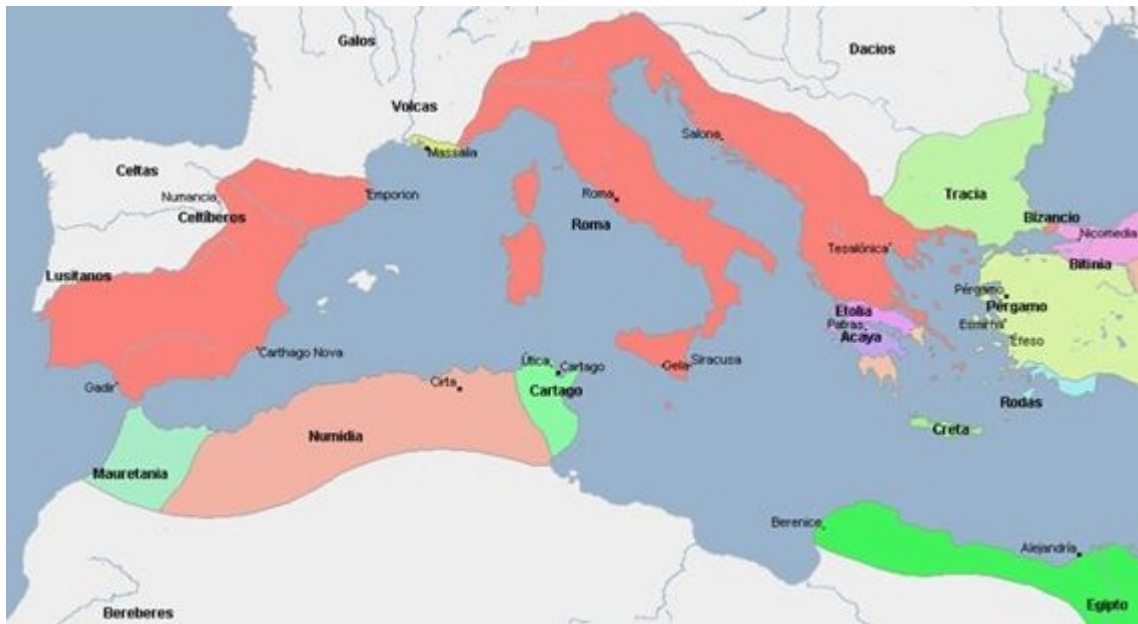 Galos
Dacios
Volcas
Massalia
Salona
Celtas
Numancia
Celtíberos
Emporion
Roma
Roma
Tracia
Bizancio
Nicomedia
Bitinia
Tesalónica
Lusitanos
Pérgamo
Pérgamo
Etolia
Patras
Acaya
Esmirna
Éfeso
Carthago Nova
Útica
Cartago
Cartago
Gela
Siracusa
Gadir
Cirta
Rodas
Creta
Numidia
Mauretania
Berenice
Alejandría
Egipto
Bereberes